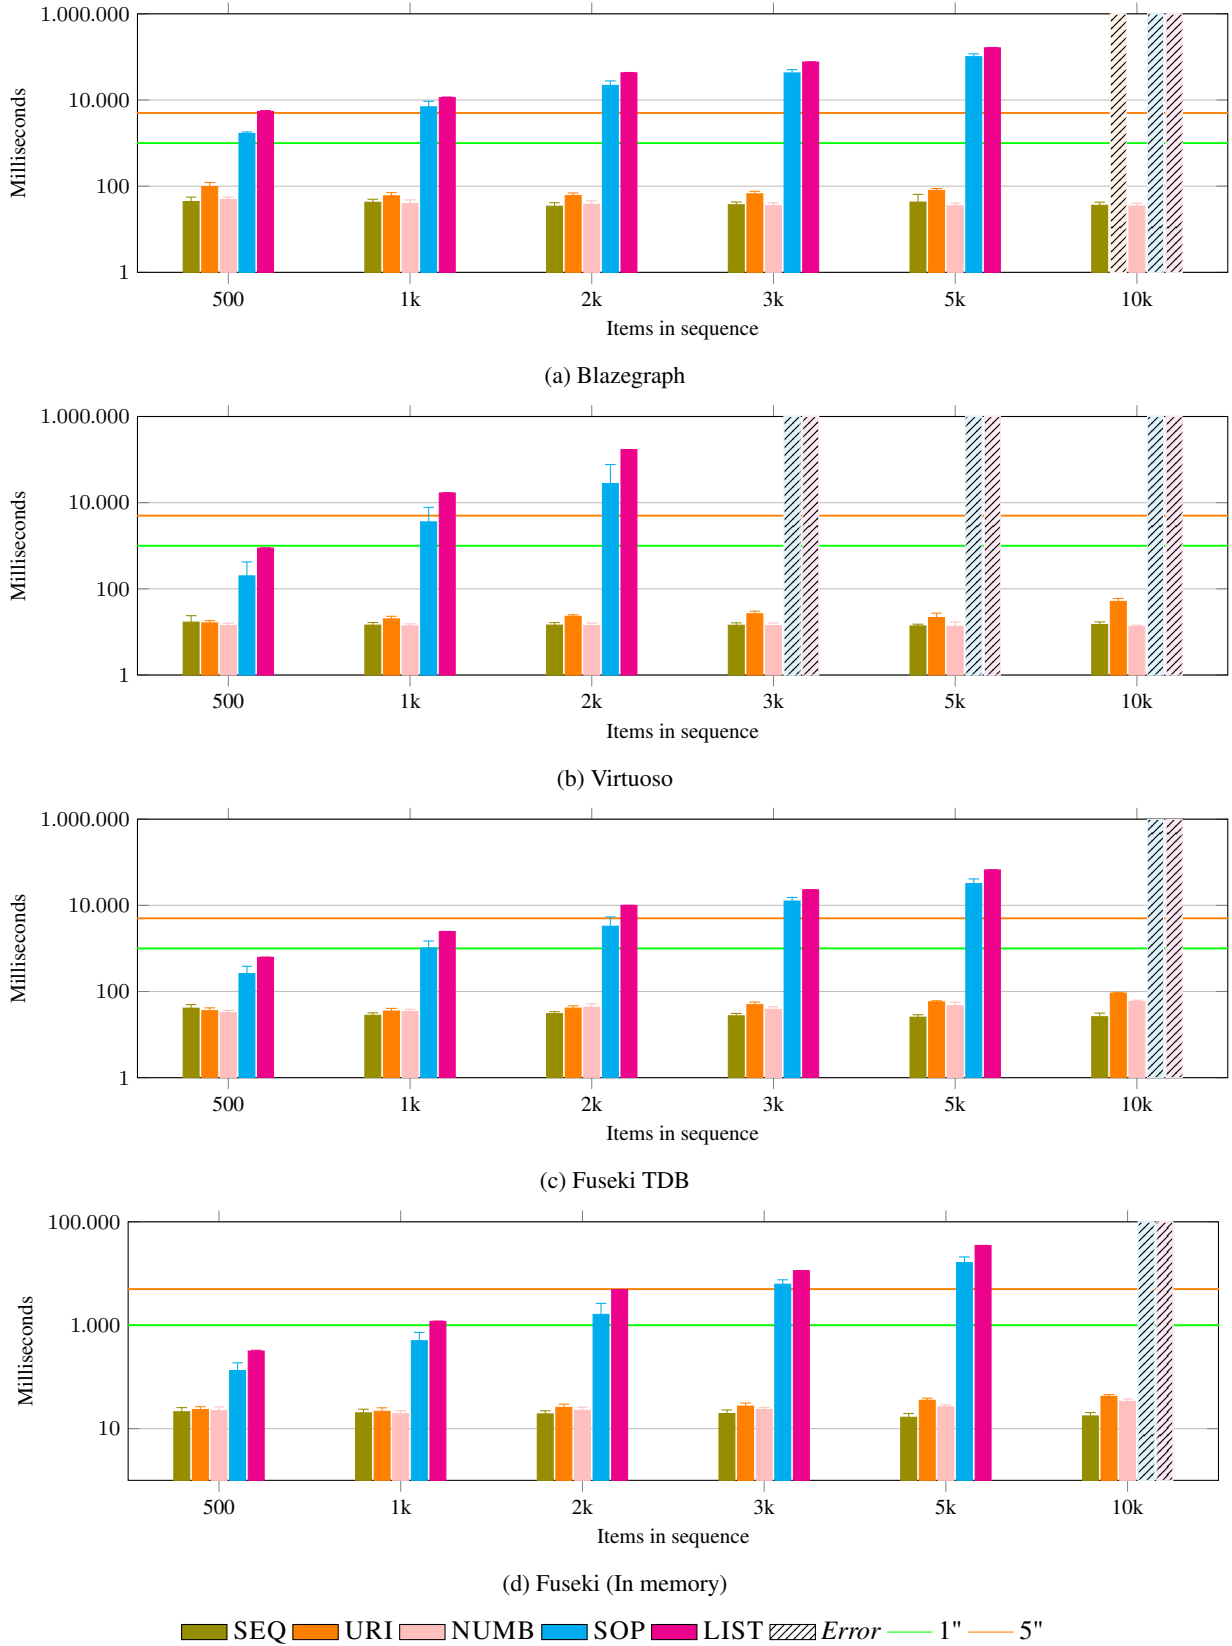 1.000.000
10.000
100
1
Milliseconds
500 1k 2k 3k 5k 10k
Items in sequence
(a) Blazegraph
1.000.000
10.000
100
1
Milliseconds
500 1k 2k 3k 5k 10k
Items in sequence
(b) Virtuoso
1.000.000
10.000
100
1
Milliseconds
500 1k 2k 3k 5k 10k
Items in sequence
(c) Fuseki TDB
100.000
1.000
10
Milliseconds
500 1k 2k 3k 5k 10k
Items in sequence
(d) Fuseki (In memory)
SEQ URI NUMB SOP LIST Error 1" 5"